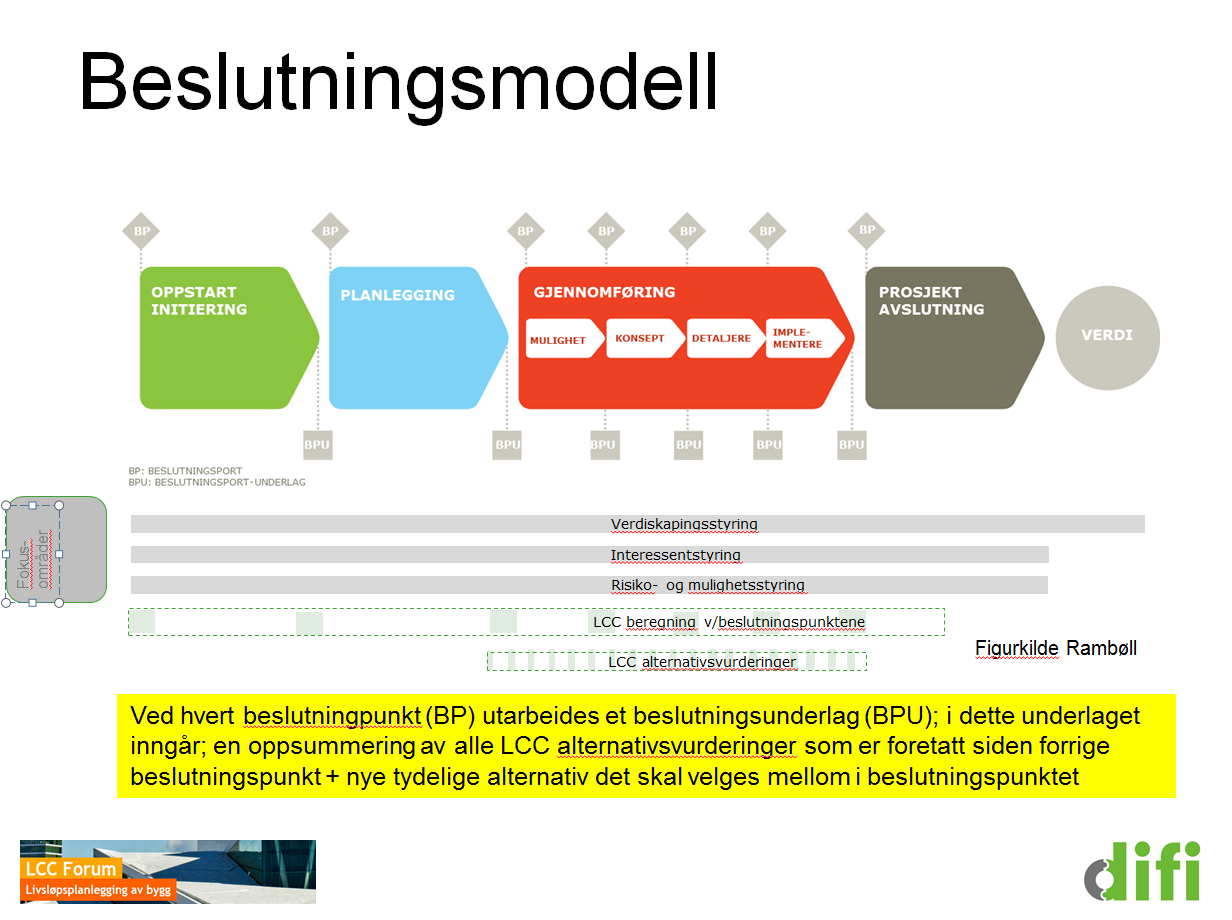 Beslutningsmodell
BP BP BP BP BP BP BP
OPPSTART
INITIERING
PLANLEGGING
GJENNOMFØRING
MULIGHET
KONSEPT
DETALJERE
IMPLE-
MENTERE
PROSJEKT
AVSLUTNING
VERDI
BPU BPU BPU BPU BPU BPU
BP: BESLUTNINGSPORT
BPU: BESLUTNINGSPORT-UNDERLAG
Fokus-
områder
Verdiskapingsstyring
Interessentstyring
Risiko- og mulighetsstyring
LCC beregning v/beslutningspunktene
LCC alternativsvurderinger
Figurkilde Rambøll
Ved hvert beslutningpunkt (BP) utarbeides et beslutningsunderlag (BPU); i dette underlaget
inngår; en oppsummering av alle LCC alternativsvurderinger som er foretatt siden forrige
beslutningspunkt + nye tydelige alternativ det skal velges mellom i beslutningspunktet
LCC Forum
Livsløpsplanlegging av bygg
difi